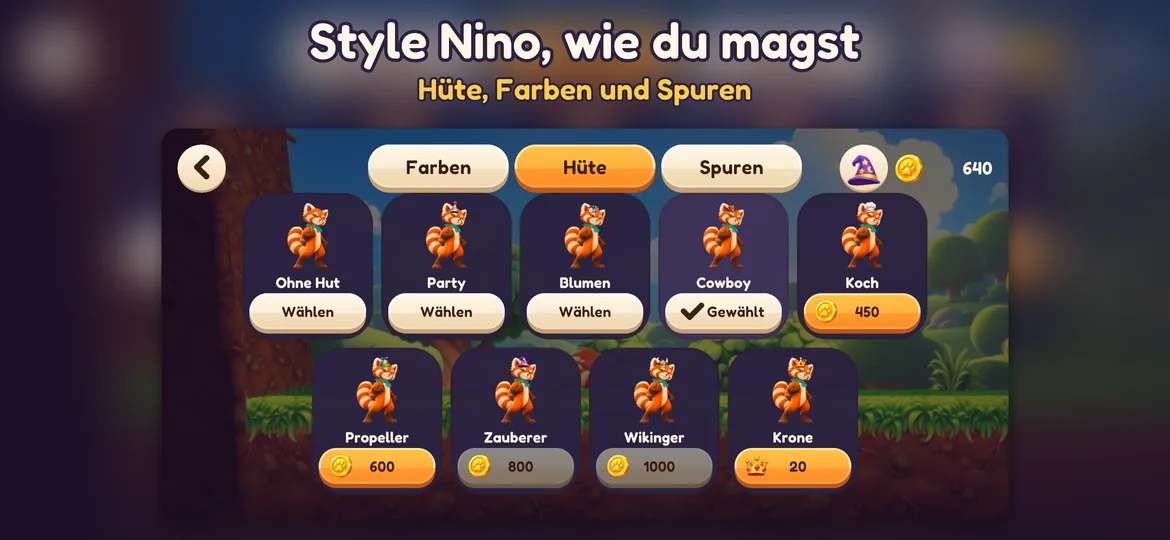 Style Nino, wie du magst
Hüte, Farben und Spuren
Farben Hüte Spuren 640
Ohne Hut Party Blumen Cowboy Koch
Wählen Wählen Wählen Gewählt 450
Propeller Zauberer Wikinger Krone
600 800 1000 20